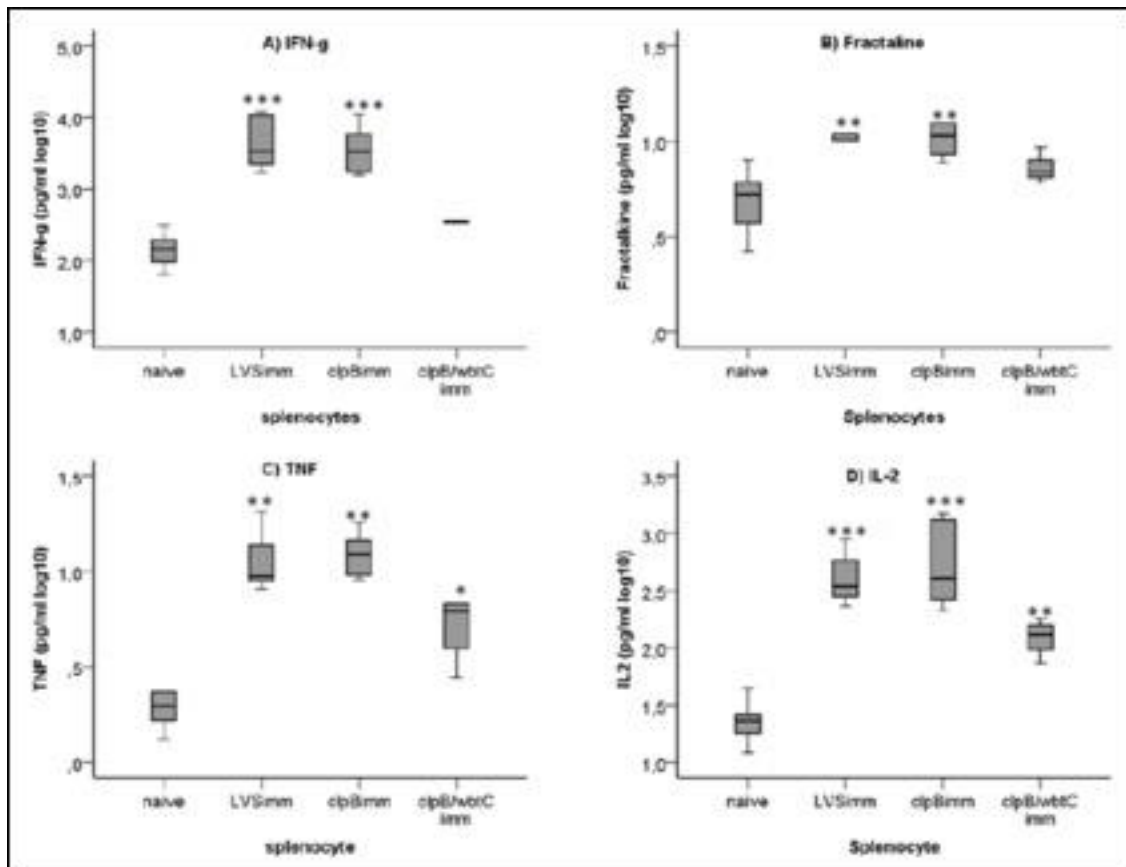 A) IFN-g
5,0
4,0
3,0
2,0
1,0
IFN-g (pg/ml log10)
***
***
naive
LVSimm
clpBimm
clpB/wbtC
imm
splenocytes
B) Fractaline
1,5
1,0
,5
,0
Fractalkine (pg/ml log10)
**
**
naive
LVSimm
clpBimm
clpB/wbtC
imm
Splenocytes
C) TNF
1,5
1,0
,5
,0
TNF (pg/ml log10)
**
**
*
naive
LVSimm
clpBimm
clpB/wbtC
imm
splenocyte
D) IL-2
3,5
3,0
2,5
2,0
1,5
1,0
IL2 (pg/ml log10)
***
***
**
naive
LVSimm
clpBimm
clpB/wbtC
imm
Splenocyte